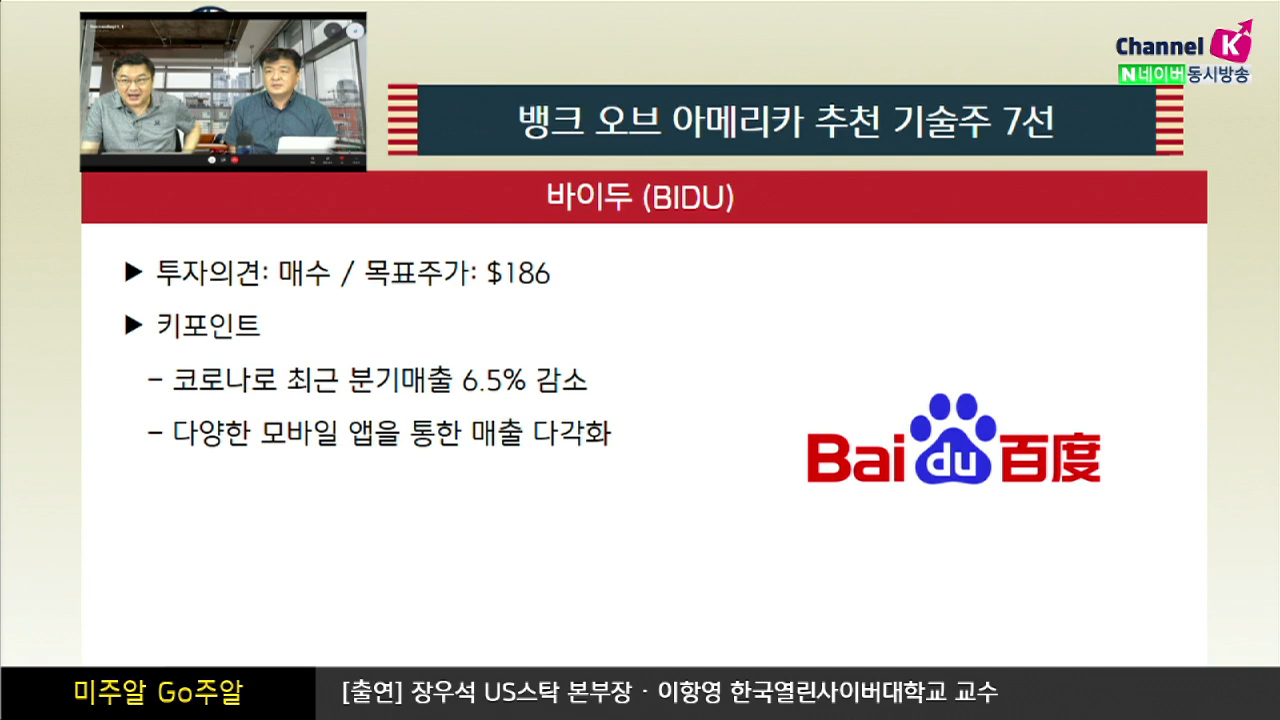 Channel K
N네이버 동시방송
뱅크 오브 아메리카 추천 기술주 7선
바이두 (BIDU)
▶ 투자의견: 매수 / 목표주가: $186
▶ 키포인트
– 코로나로 최근 분기매출 6.5% 감소
– 다양한 모바일 앱을 통한 매출 다각화
Baidu百度
미주알 Go주알
[출연] 장우석 US스탁 본부장 · 이항영 한국열린사이버대학교 교수